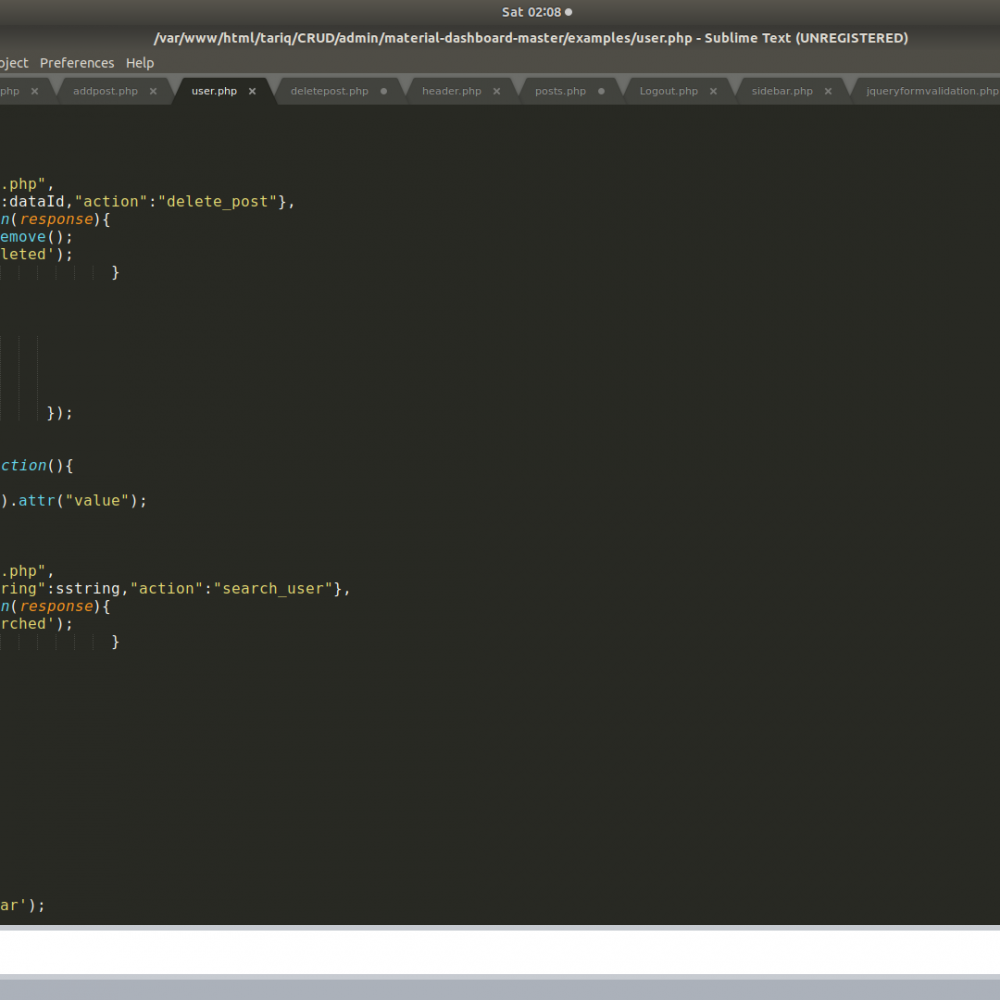 Sat 02:08
/var/www/html/tariq/CRUD/admin/material-dashboard-master/examples/user.php - Sublime Text (UNREGISTERED)
oject Preferences Help
php addpost.php user.php deletepost.php header.php posts.php Logout.php sidebar.php jqueryformvalidation.php
.php",
:dataId,"action":"delete_post"},
n(response){
emove();
leted');
}
});
ction(){
).attr("value");
.php",
ring":sstring,"action":"search_user"},
n(response){
rched');
}
ar');